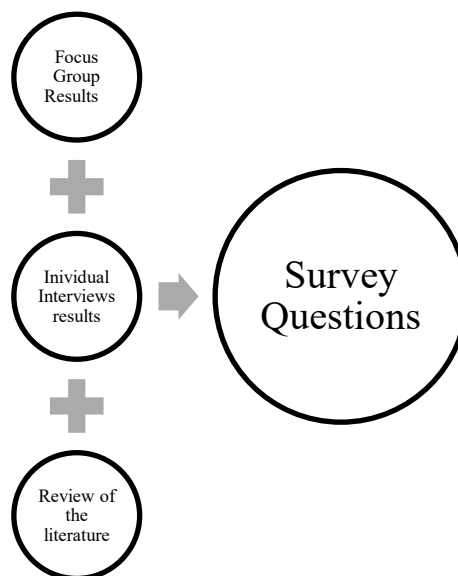 Focus
Group
Results
Inividual
Interviews
results
Survey
Questions
Review of
the
literature